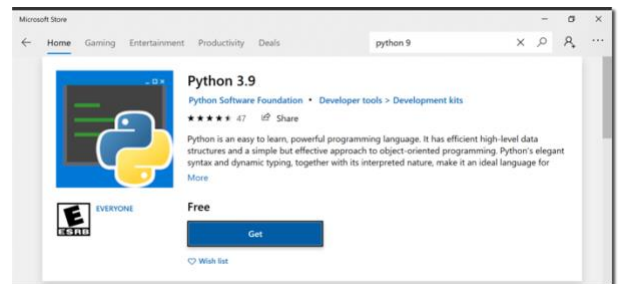 Microsoft Store
Home Gaming Entertainment Productivity Deals python 9
Python 3.9
Python Software Foundation • Developer tools > Development kits
47 Share
Python is an easy to learn, powerful programming language. It has efficient high-level data
structures and a simple but effective approach to object-oriented programming. Python's elegant
syntax and dynamic typing, together with its interpreted nature, make it an ideal language for
More
E
ESRB
EVERYONE
Free
Get
Wish list